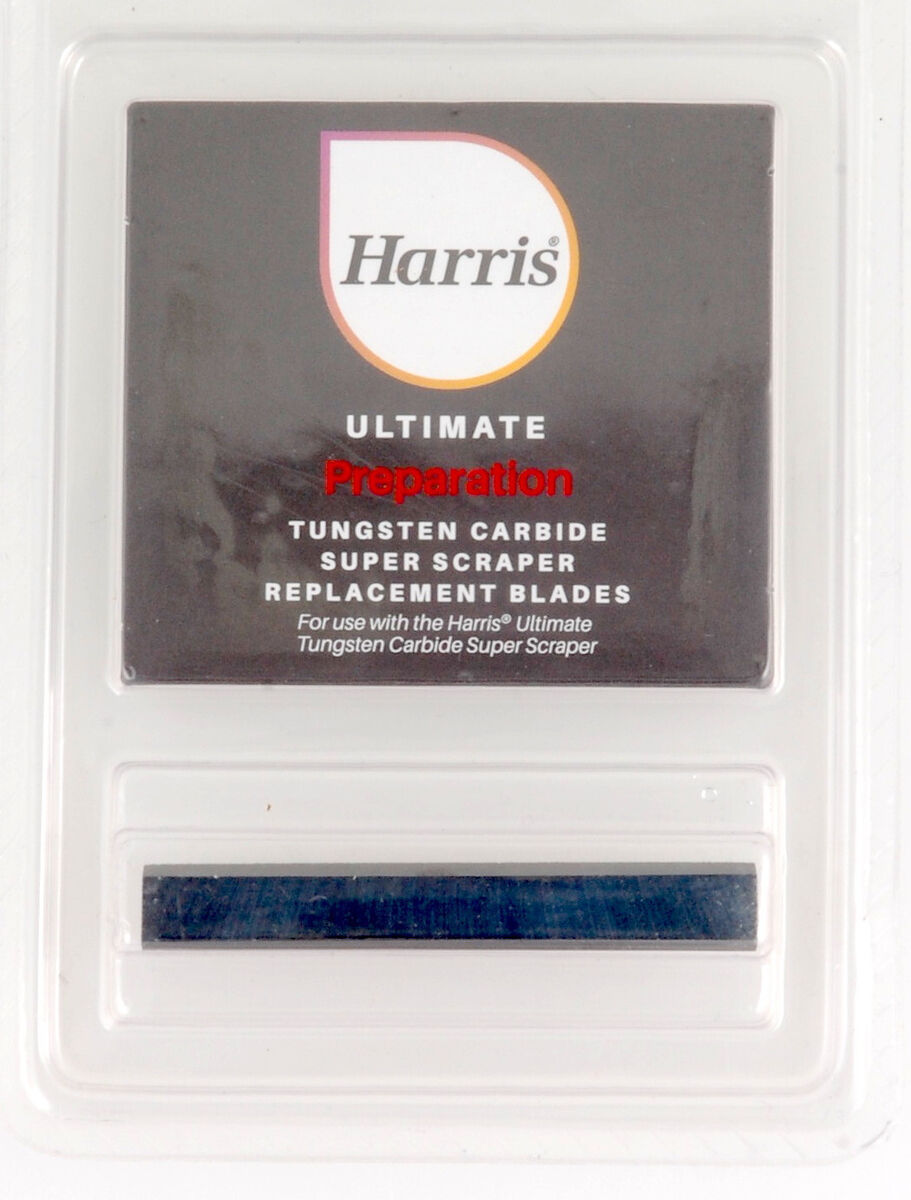 Harris®
ULTIMATE
Preparation
TUNGSTEN CARBIDE
SUPER SCRAPER
REPLACEMENT BLADES
For use with the Harris® Ultimate
Tungsten Carbide Super Scraper